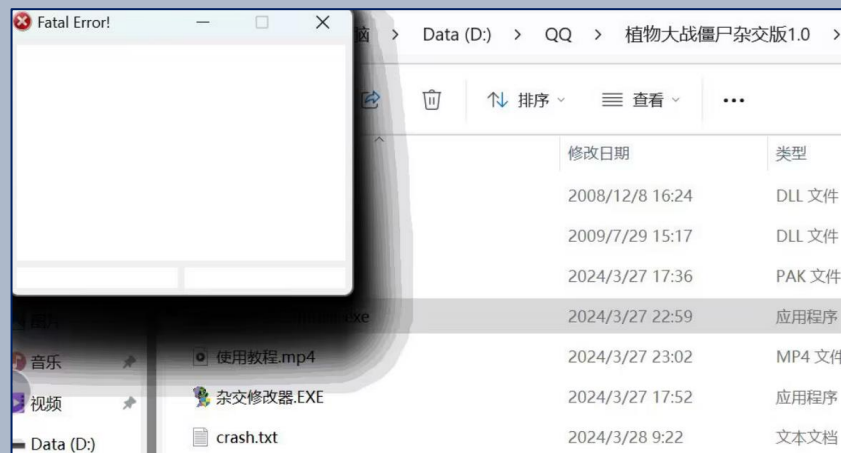 Fatal Error!
Data (D:) > QQ > 植物大战僵尸杂交版1.0 >
排序 查看
修改日期 类型
2008/12/8 16:24 DLL 文件
2009/7/29 15:17 DLL 文件
2024/3/27 17:36 PAK 文件
exe 2024/3/27 22:59 应用程序
音乐 使用教程.mp4 2024/3/27 23:02 MP4 文件
视频 杂交修改器.EXE 2024/3/27 17:52 应用程序
Data (D:) crash.txt 2024/3/28 9:22 文本文档